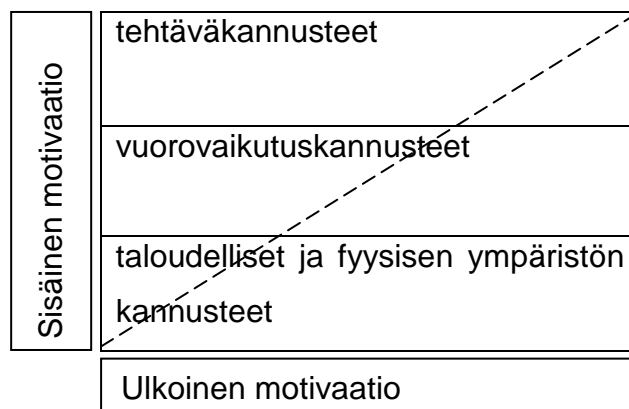 Sisäinen motivaatio
tehtäväkannusteet
vuorovaikutuskannusteet
taloudelliset ja fyysisen ympäristön
kannusteet
Ulkoinen motivaatio